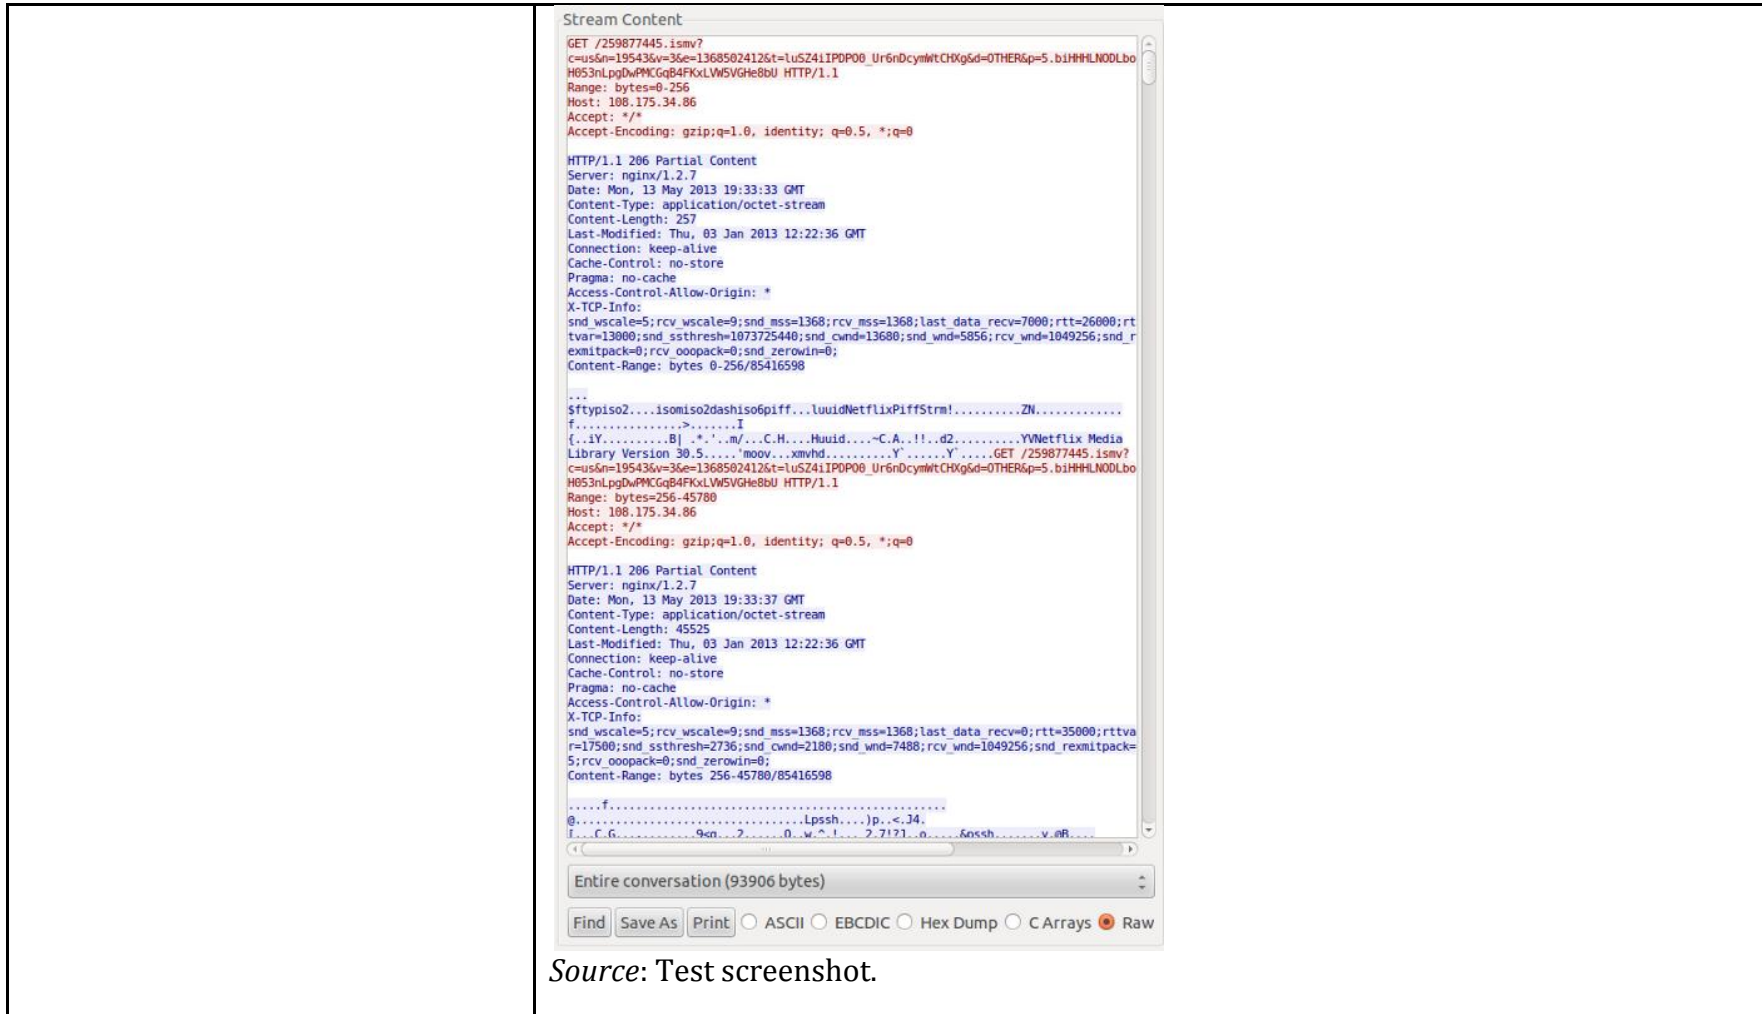 Stream Content
GET /259877445.ismv?
c=us&n=19543&v=3&e=1368502412&t=luSZ4iIPDPO0_Ur6nDcymWtCHXg&d=OTHER&p=5.biHHHLNODLbo
H053nLpgDwPMCGqB4FKxLVW5VGHe8bU HTTP/1.1
Range: bytes=0-256
Host: 108.175.34.86
Accept: */*
Accept-Encoding: gzip;q=1.0, identity; q=0.5, *;q=0
HTTP/1.1 206 Partial Content
Server: nginx/1.2.7
Date: Mon, 13 May 2013 19:33:33 GMT
Content-Type: application/octet-stream
Content-Length: 257
Last-Modified: Thu, 03 Jan 2013 12:22:36 GMT
Connection: keep-alive
Cache-Control: no-store
Pragma: no-cache
Access-Control-Allow-Origin: *
X-TCP-Info:
snd_wscale=5;rcv_wscale=9;snd_mss=1368;rcv_mss=1368;last_data_recv=7000;rtt=26000;rt
tvar=13000;snd_ssthresh=1073725440;snd_cwnd=13680;snd_wnd=5856;rcv_wnd=1049256;snd_r
exmitpack=0;rcv_ooopack=0;snd_zerowin=0;
Content-Range: bytes 0-256/85416598
...
$ftypiso2....isomiso2dashiso6piff...luuidNetflixPiffStrm!..........ZN.............
f................>.......I
{..iY..........B| .*.'..m/...C.H....Huuid....~C.A..!!..d2..........YVNetflix Media
Library Version 30.5.....'moov...xmvhd..........Y`......Y`.....GET /259877445.ismv?
c=us&n=19543&v=3&e=1368502412&t=luSZ4iIPDPO0_Ur6nDcymWtCHXg&d=OTHER&p=5.biHHHLNODLbo
H053nLpgDwPMCGqB4FKxLVW5VGHe8bU HTTP/1.1
Range: bytes=256-45780
Host: 108.175.34.86
Accept: */*
Accept-Encoding: gzip;q=1.0, identity; q=0.5, *;q=0
HTTP/1.1 206 Partial Content
Server: nginx/1.2.7
Date: Mon, 13 May 2013 19:33:37 GMT
Content-Type: application/octet-stream
Content-Length: 45525
Last-Modified: Thu, 03 Jan 2013 12:22:36 GMT
Connection: keep-alive
Cache-Control: no-store
Pragma: no-cache
Access-Control-Allow-Origin: *
X-TCP-Info:
snd_wscale=5;rcv_wscale=9;snd_mss=1368;rcv_mss=1368;last_data_recv=0;rtt=35000;rttva
r=17500;snd_ssthresh=2736;snd_cwnd=2180;snd_wnd=7488;rcv_wnd=1049256;snd_rexmitpack=
5;rcv_ooopack=0;snd_zerowin=0;
Content-Range: bytes 256-45780/85416598
.....f..................................................
@..................................Lpssh....)p..<.J4.
Entire conversation (93906 bytes)
Find Save As Print ASCII EBCDIC Hex Dump C Arrays Raw
Source: Test screenshot.